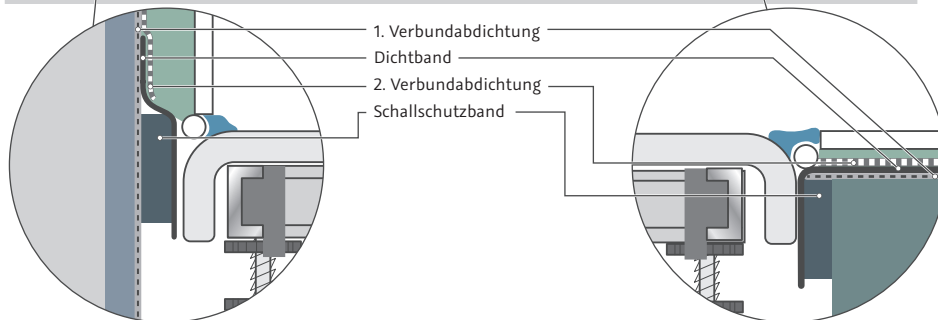 1. Verbundabdichtung
Dichtband
2. Verbundabdichtung
Schallschutzband